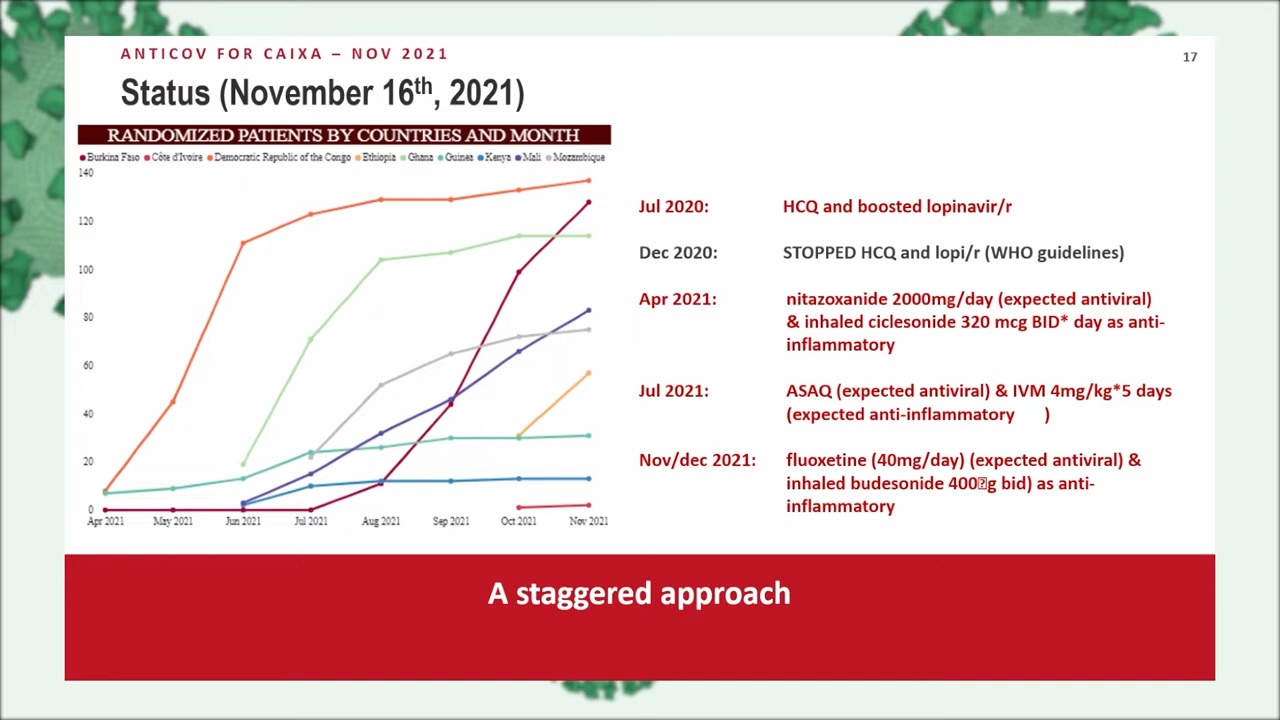 ANTICOV FOR CAIXA – NOV 2021
17
Status (November 16th, 2021)
RANDOMIZED PATIENTS BY COUNTRIES AND MONTH
Burkina Faso Côte d'Ivoire Democratic Republic of the Congo Ethiopia Ghana Guinea Kenya Mali Mozambique
140
120
100
80
60
40
20
0
Apr 2021 May 2021 Jun 2021 Jul 2021 Aug 2021 Sep 2021 Oct 2021 Nov 2021
Jul 2020: HCQ and boosted lopinavir/r
Dec 2020: STOPPED HCQ and lopi/r (WHO guidelines)
Apr 2021: nitazoxanide 2000mg/day (expected antiviral)
& inhaled ciclesonide 320 mcg BID* day as anti-
inflammatory
Jul 2021: ASAQ (expected antiviral) & IVM 4mg/kg*5 days
(expected anti-inflammatory )
Nov/dec 2021: fluoxetine (40mg/day) (expected antiviral) &
inhaled budesonide 400⍰g bid) as anti-
inflammatory
A staggered approach